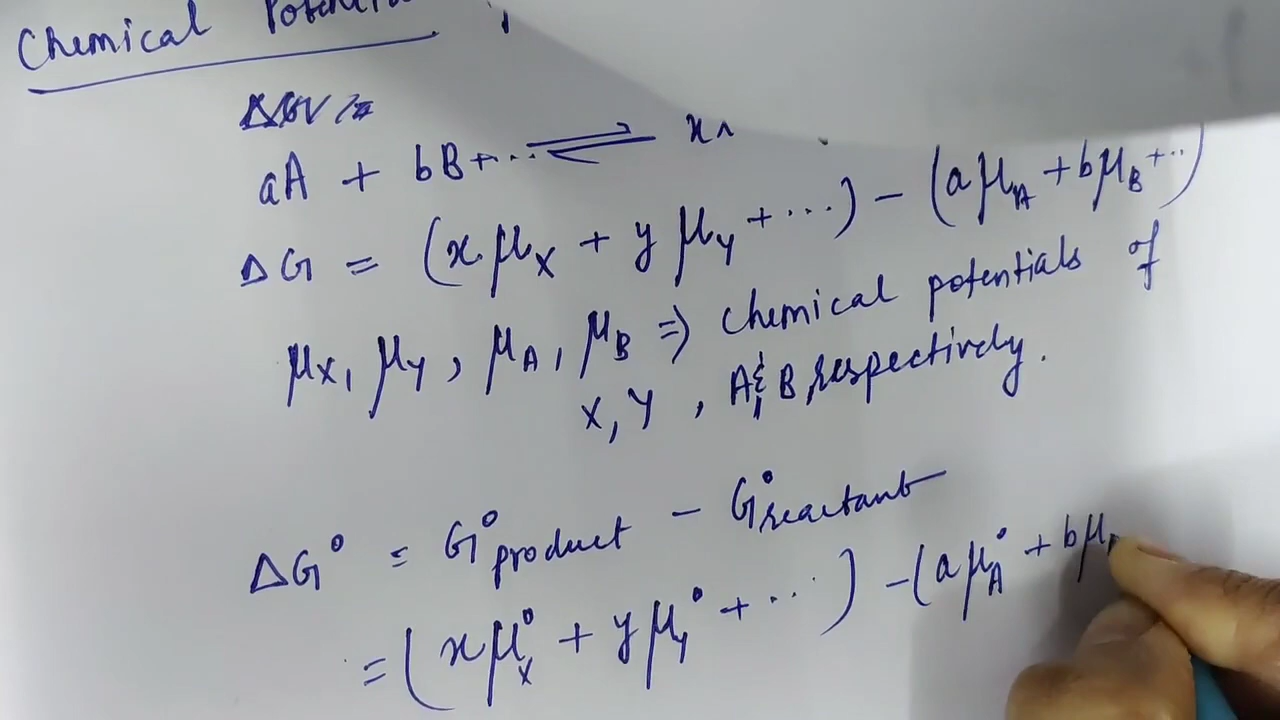 Chemical
aA + bB + ... ⇌ x
ΔG = (xμX + yμY + ....) - (aμA + bμB + ..)
μX, μY, μA, μB ⇒ chemical potentials of
X, Y, A & B, respectively.
ΔG° = G°product - G°reactant
= (xμ°X + yμ°Y + ...) - (aμ°A + bμ